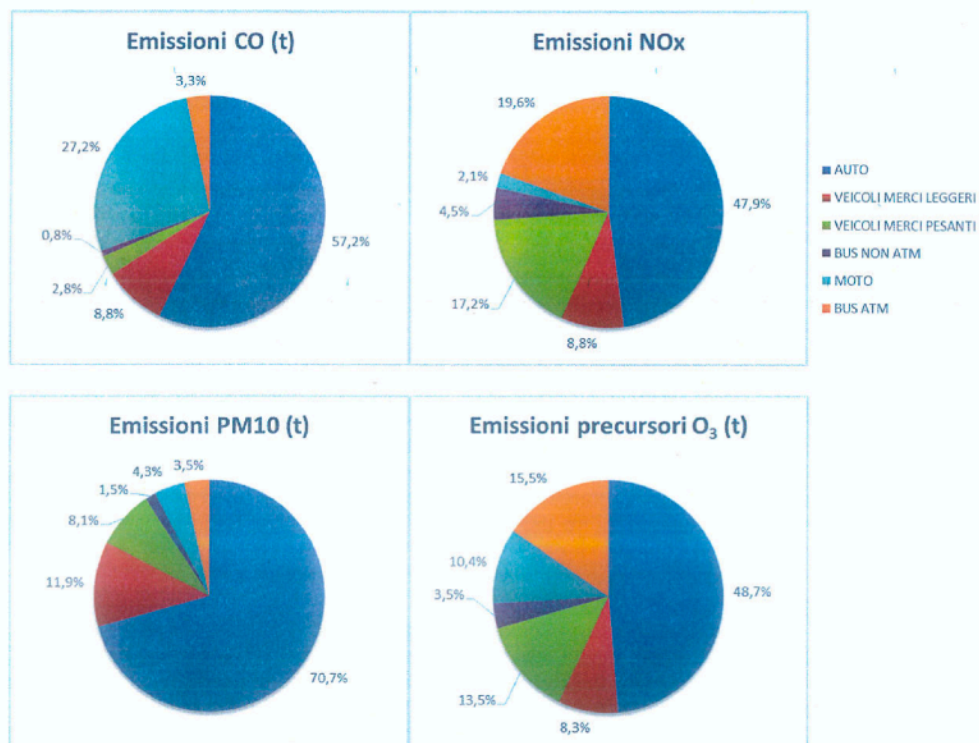 Emissioni CO (t)
3,3%
27,2%
0,8%
2,8%
8,8%
57,2%
Emissioni NOx
19,6%
2,1%
4,5%
17,2%
8,8%
47,9%
AUTO
VEICOLI MERCI LEGGERI
VEICOLI MERCI PESANTI
BUS NON ATM
MOTO
BUS ATM
Emissioni PM10 (t)
4,3%
3,5%
1,5%
8,1%
11,9%
70,7%
Emissioni precursori O₃ (t)
15,5%
10,4%
3,5%
13,5%
8,3%
48,7%